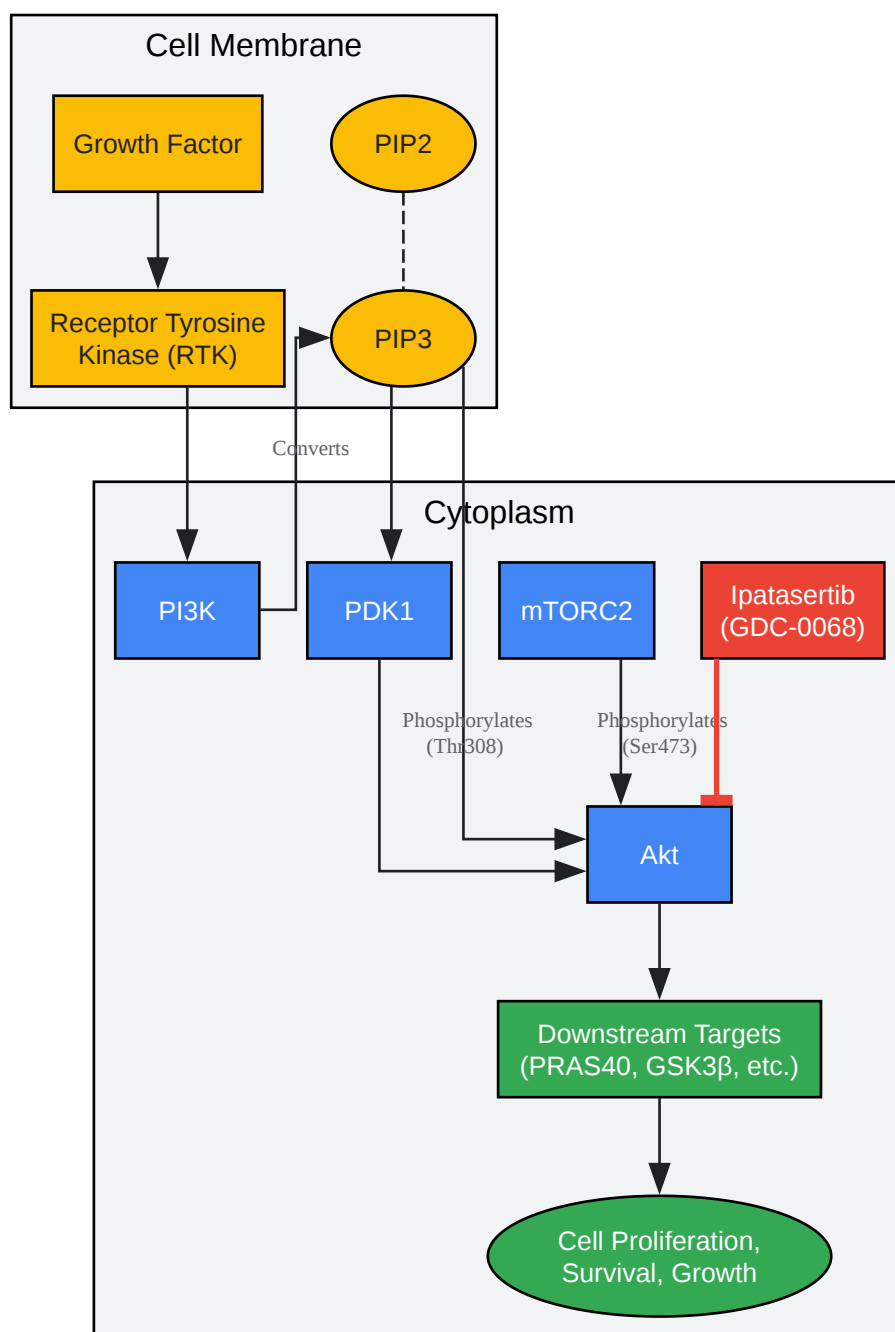 Cell Membrane
Growth Factor
PIP2
Receptor Tyrosine
Kinase (RTK)
PIP3
Converts
Cytoplasm
PI3K
PDK1
mTORC2
Ipatasertib
(GDC-0068)
Phosphorylates
(Thr308)
Phosphorylates
(Ser473)
Akt
Downstream Targets
(PRAS40, GSK3β, etc.)
Cell Proliferation,
Survival, Growth